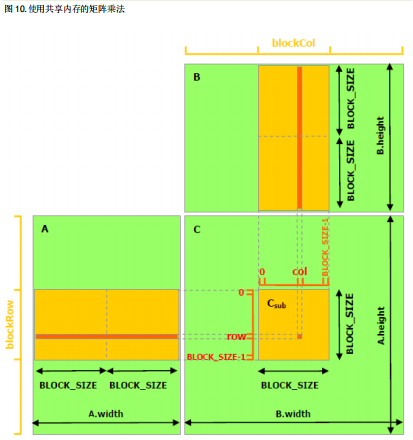 图 10.使用共享内存的矩阵乘法
blockCol
B
BLOCK_SIZE
BLOCK_SIZE
B.height
A
C
BLOCK_SIZE-1
0
col
blockRow
0
Csub
row
BLOCK_SIZE-1
BLOCK_SIZE
A.height
BLOCK_SIZE
BLOCK_SIZE
BLOCK_SIZE
A.width
B.width